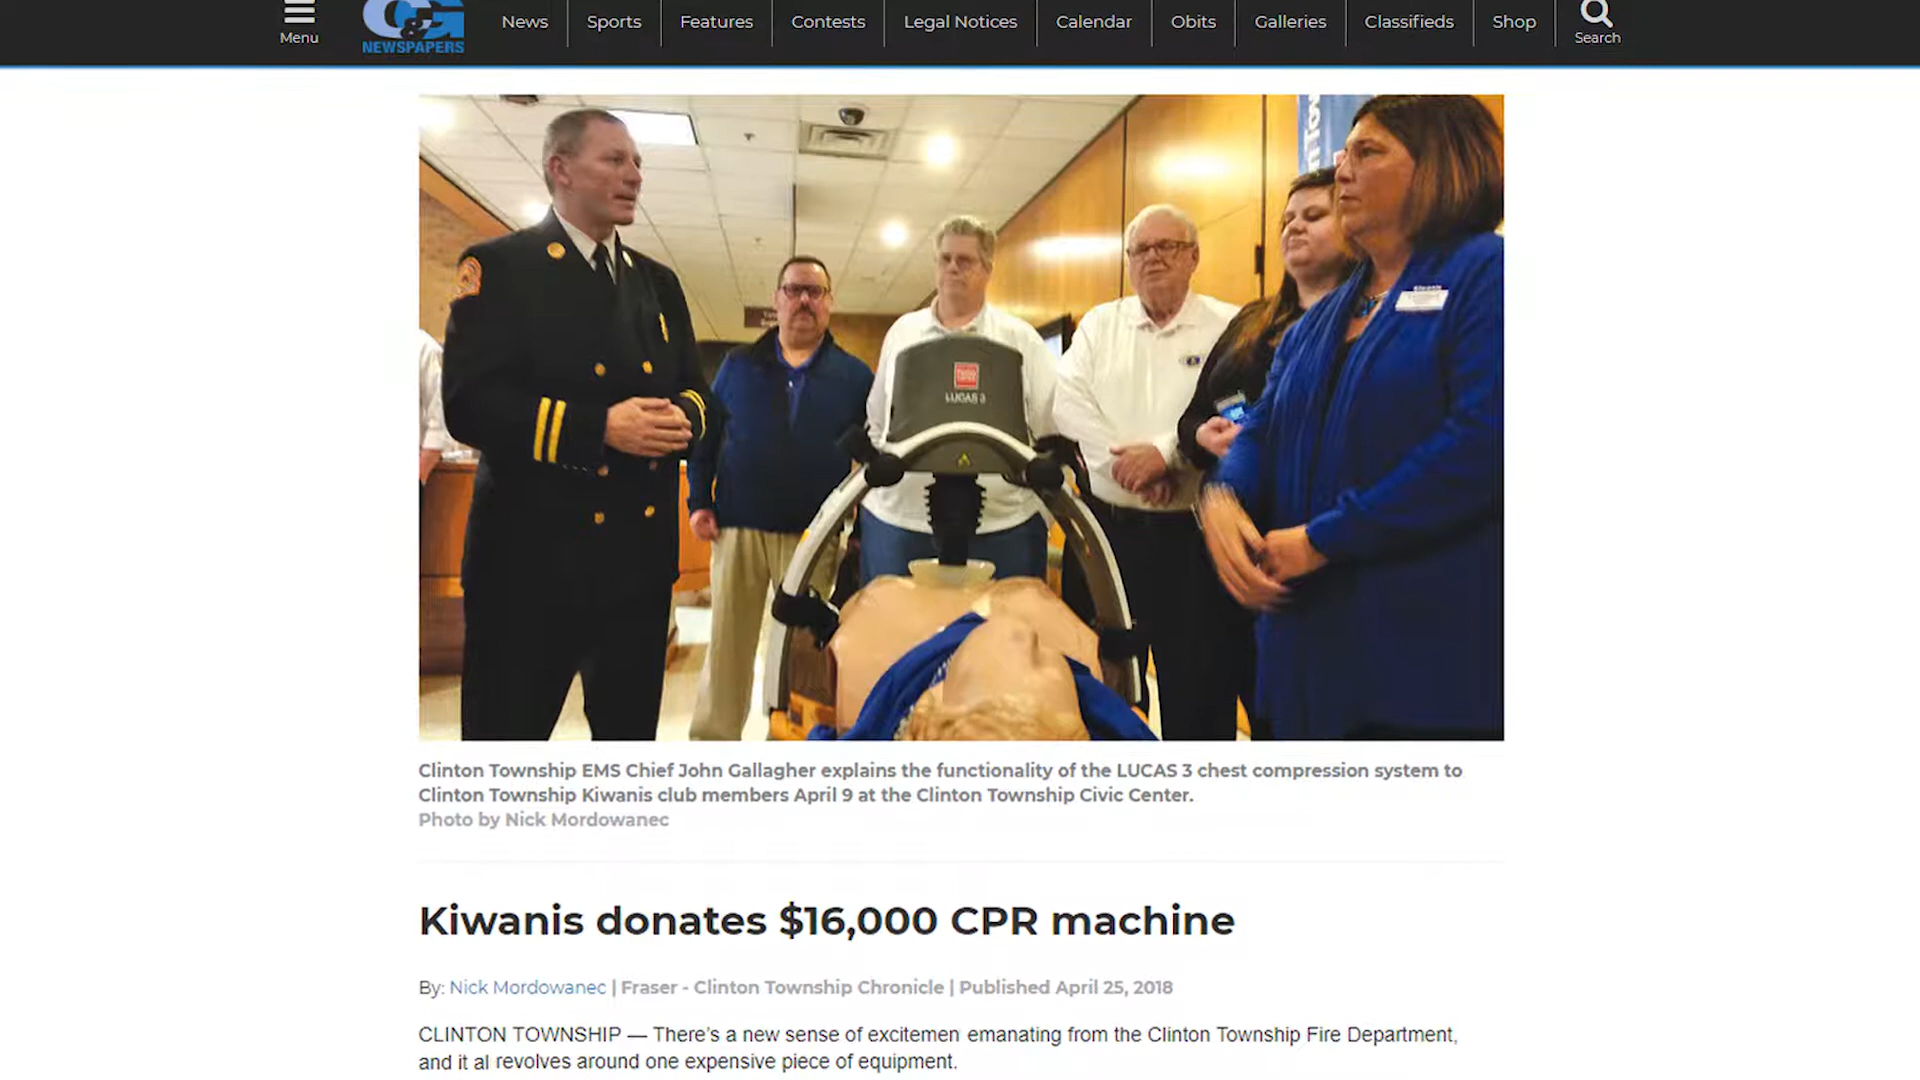 Menu
C&G
NEWSPAPERS
News
Sports
Features
Contests
Legal Notices
Calendar
Obits
Galleries
Classifieds
Shop
Search
LUCAS 3
Clinton Township EMS Chief John Gallagher explains the functionality of the LUCAS 3 chest compression system to
Clinton Township Kiwanis club members April 9 at the Clinton Township Civic Center.
Photo by Nick Mordowanec
Kiwanis donates $16,000 CPR machine
By: Nick Mordowanec | Fraser - Clinton Township Chronicle | Published April 25, 2018
CLINTON TOWNSHIP — There’s a new sense of excitemen emanating from the Clinton Township Fire Department,
and it al revolves around one expensive piece of equipment.